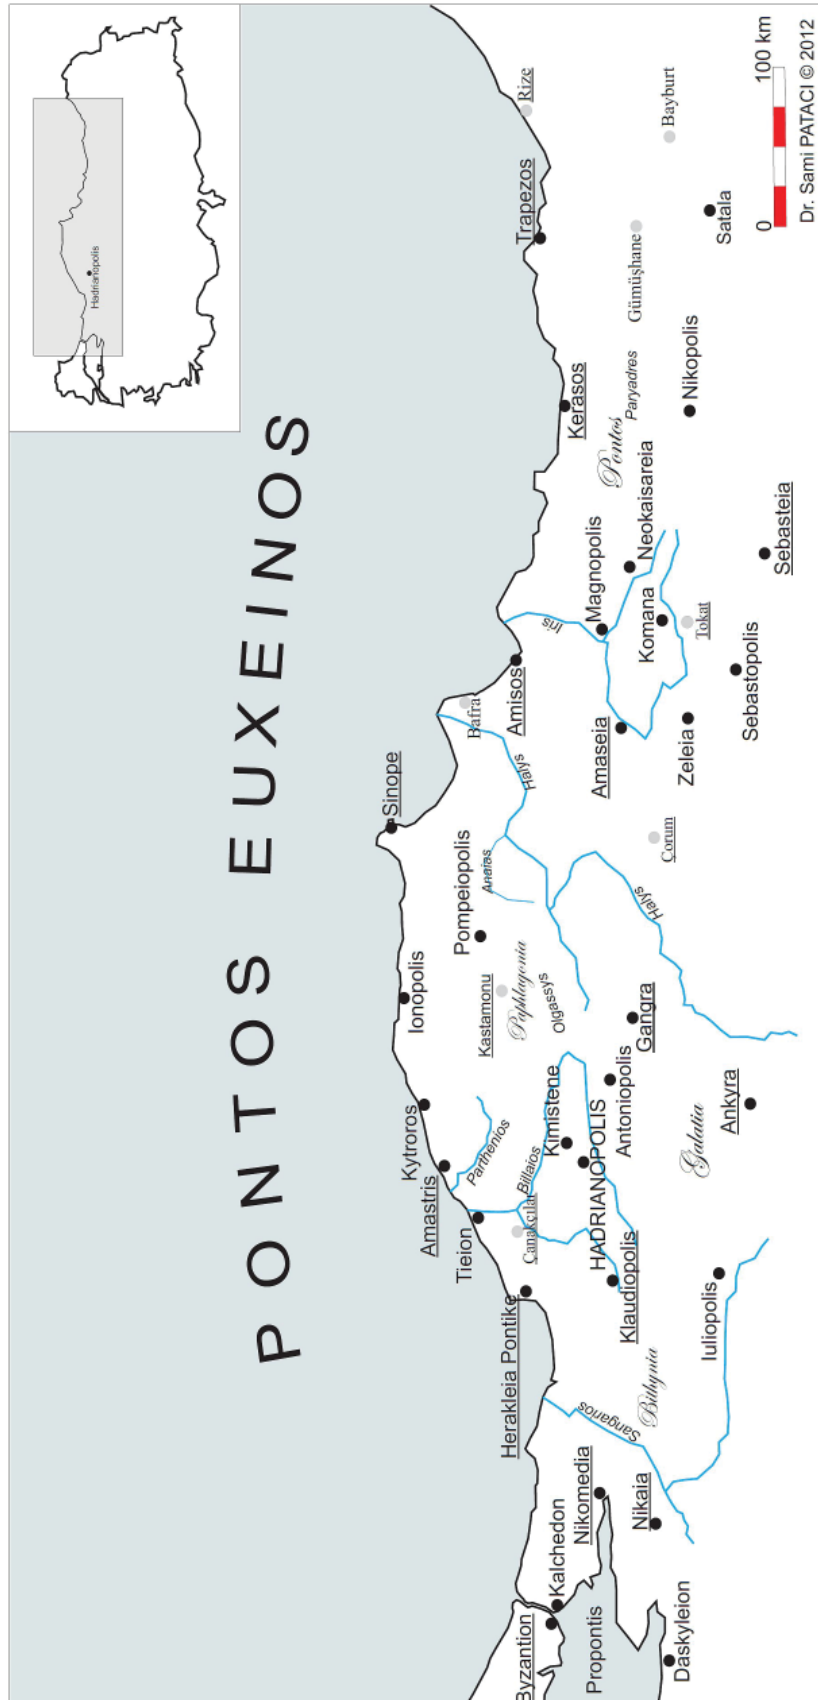 PONTOS EUXEINOS
Hadrianopolis
Byzantion
Kalchedon
Propontis
Daskyleion
Nikomedia
Nikaia
Sangarios
Bithynia
Herakleia Pontike
Tieion
Amastris
Kytroros
Parthenios
Billaios
Çanakçılar
Klaudiopolis
HADRIANOPOLIS
Kimistene
Antoniopolis
Iuliopolis
Galatia
Ankyra
Gangra
Ionopolis
Kastamonu
Paphlagonia
Olgassys
Pompeiopolis
Amnias
Sinope
Halys
Halys
Bafra
Amisos
Çorum
Amaseia
Zeleia
Iris
Magnopolis
Komana
Tokat
Sebastopolis
Neokaisareia
Sebasteia
Pontos
Paryadres
Kerasos
Nikopolis
Trapezos
Gümüşhane
Satala
Rize
Bayburt
0 100 km
Dr. Sami PATACI © 2012